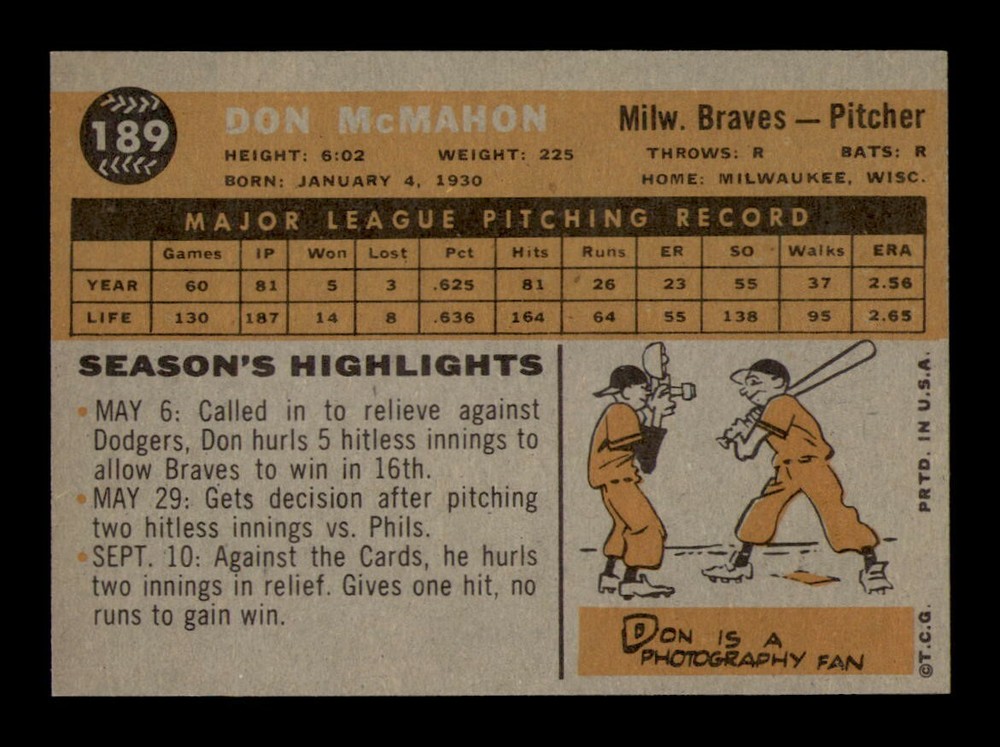 189
DON McMAHON
Milw. Braves — Pitcher
HEIGHT: 6:02 WEIGHT: 225 THROWS: R BATS: R
BORN: JANUARY 4, 1930 HOME: MILWAUKEE, WISC.
MAJOR LEAGUE PITCHING RECORD
Games IP Won Lost Pct Hits Runs ER SO Walks ERA
YEAR 60 81 5 3 .625 81 26 23 55 37 2.56
LIFE 130 187 14 8 .636 164 64 55 138 95 2.65
SEASON'S HIGHLIGHTS
• MAY 6: Called in to relieve against
Dodgers, Don hurls 5 hitless innings to
allow Braves to win in 16th.
• MAY 29: Gets decision after pitching
two hitless innings vs. Phils.
• SEPT. 10: Against the Cards, he hurls
two innings in relief. Gives one hit, no
runs to gain win.
DON IS A
PHOTOGRAPHY FAN
©T.C.G. PRTD. IN U.S.A.